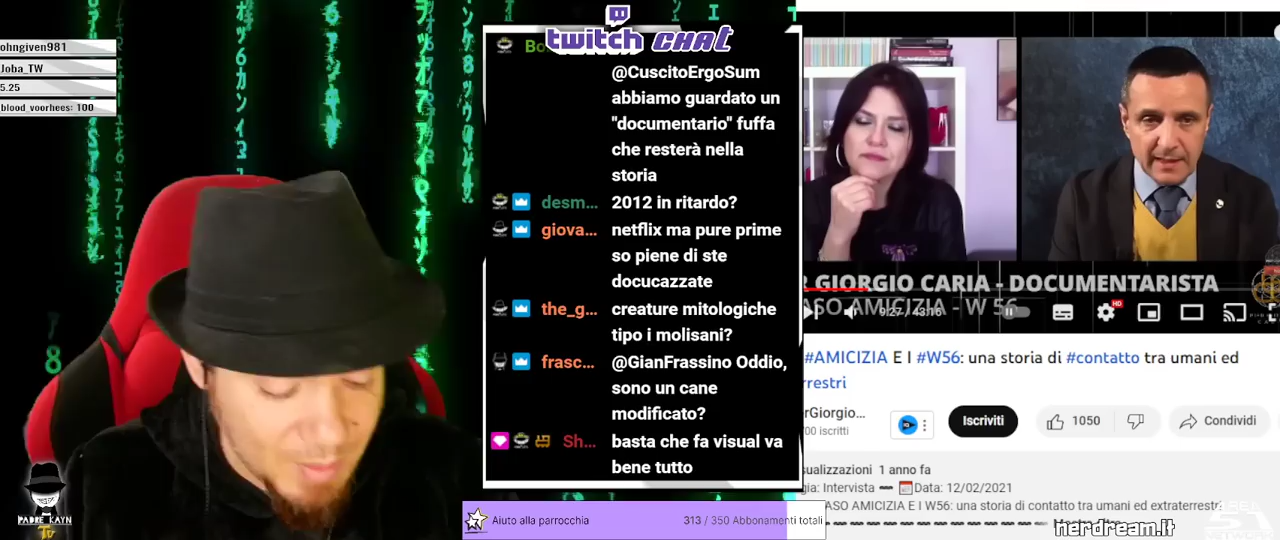 ohngiven981
Joha_TW
5.25
blood_voorhees: 100
PADRE KAYN
TV
twitch CHAT
Bo
@CuscitoErgoSum
abbiamo guardato un
"documentario" fuffa
che resterà nella
storia
desm... 2012 in ritardo?
giova... netflix ma pure prime
so piene di ste
docucazzate
the_g... creature mitologiche
tipo i molisani?
frasc... @GianFrassino Oddio,
sono un cane
modificato?
Sh... basta che fa visual va
bene tutto
Aiuto alla parrocchia 313 / 350 Abbonamenti totali
R GIORGIO CARIA - DOCUMENTARISTA
ASO AMICIZIA - W 56
9:27 / 43:16
HD
#AMICIZIA E I #W56: una storia di #contatto tra umani ed
rrestri
rGiorgio...
00 iscritti
Iscriviti
1050
Condividi
sualizzazioni 1 anno fa
gia: Intervista Data: 12/02/2021
ASO AMICIZIA E I W56: una storia di contatto tra umani ed extraterrestri
nerdream.it